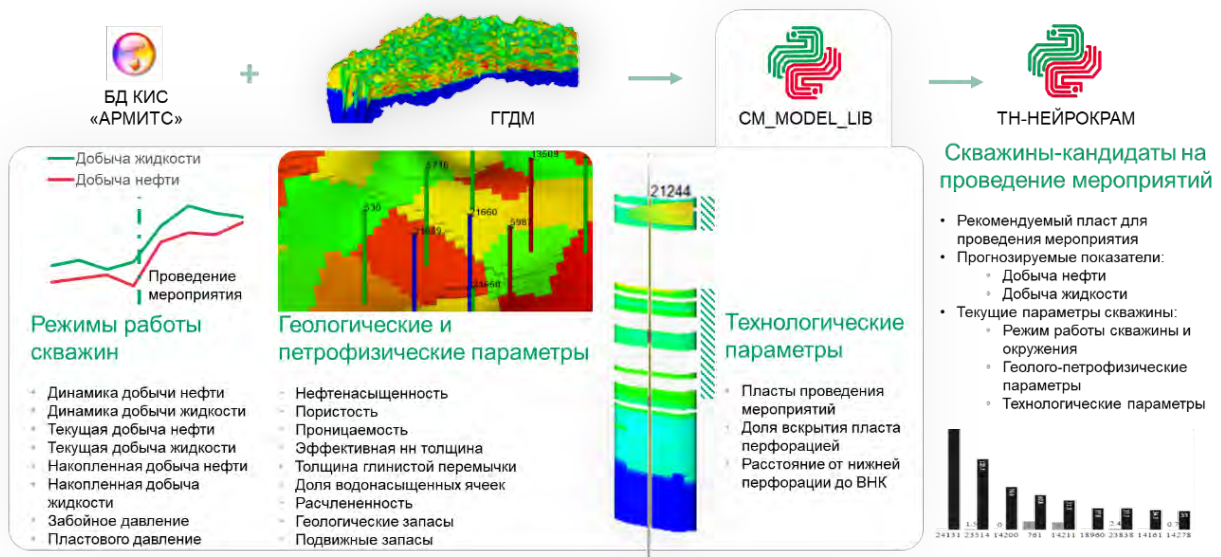 БД КИС
«АРМИТС»
+
ГГДМ
CM_MODEL_LIB
ТН-НЕЙРОКРАМ
Добыча жидкости
Добыча нефти
Проведение
мероприятия
Режимы работы
скважин
Динамика добычи нефти
Динамика добычи жидкости
Текущая добыча нефти
Текущая добыча жидкости
Накопленная добыча нефти
Накопленная добыча
жидкости
Забойное давление
Пластового давление
13509
5716
536
21660
5987
Геологические и
петрофизические параметры
Нефтенасыщенность
Пористость
Проницаемость
Эффективная нн толщина
Толщина глинистой перемычки
Доля водонасыщенных ячеек
Расчлененность
Геологические запасы
Подвижные запасы
21244
Технологические
параметры
Пласты проведения
мероприятий
Доля вскрытия пласта
перфорацией
Расстояние от нижней
перфорации до ВНК
Скважины-кандидаты на
проведение мероприятий
• Рекомендуемый пласт для
проведения мероприятия
• Прогнозируемые показатели:
◦ Добыча нефти
◦ Добыча жидкости
• Текущие параметры скважины:
◦ Режим работы скважины и
окружения
◦ Геолого-петрофизические
параметры
◦ Технологические параметры
24131 23514 14200 761 14211 18960 23838 14161 14278